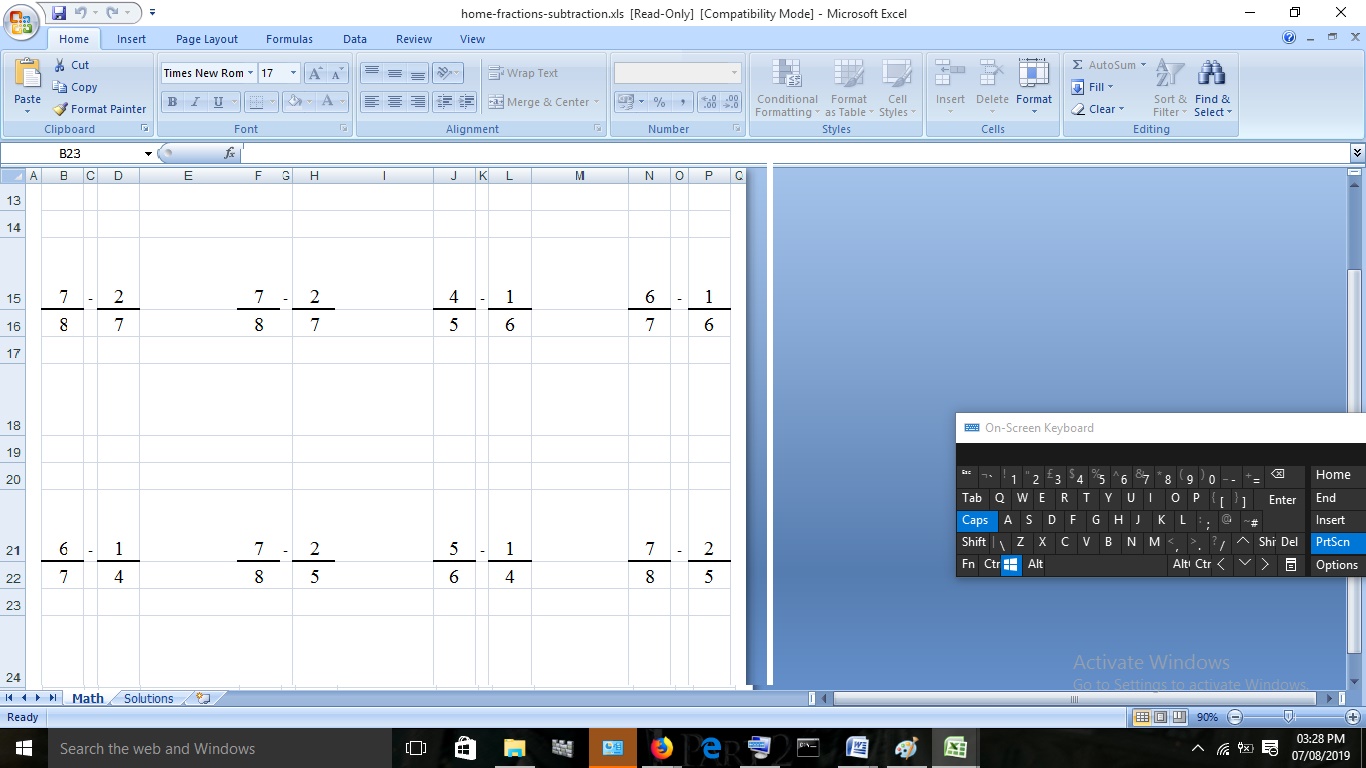 home-fractions-subtraction.xls [Read-Only] [Compatibility Mode] - Microsoft Excel
Home Insert Page Layout Formulas Data Review View
Paste
Cut
Copy
Format Painter
Clipboard
Times New Rom 17
B I U
Font
Wrap Text
Merge & Center
Alignment
%
Number
Conditional Formatting
Format as Table
Cell Styles
Styles
Insert Delete Format
Cells
Σ AutoSum
Fill
Clear
Sort & Filter
Find & Select
Editing
B23 fx
A B C D E F G H I J K L M N O P Q
13
14
15 7 - 2 7 - 2 4 - 1 6 - 1
16 8 7 8 7 5 6 7 6
17
18
19
20
21 6 - 1 7 - 2 5 - 1 7 - 2
22 7 4 8 5 6 4 8 5
23
24
On-Screen Keyboard
Esc ¬` !1 "2 £3 $4 %5 ^6 &7 *8 (9 )0 _- += Home
Tab Q W E R T Y U I O P {[ }] Enter End
Caps A S D F G H J K L :; @ ~# Insert
Shift |\ Z X C V B N M <, >. ?/ Shi Del PrtScn
Fn Ctr Alt Alt Ctr Options
Activate Windows
Go to Settings to activate Windows.
Math Solutions
Ready 90%
Search the web and Windows
03:28 PM
07/08/2019